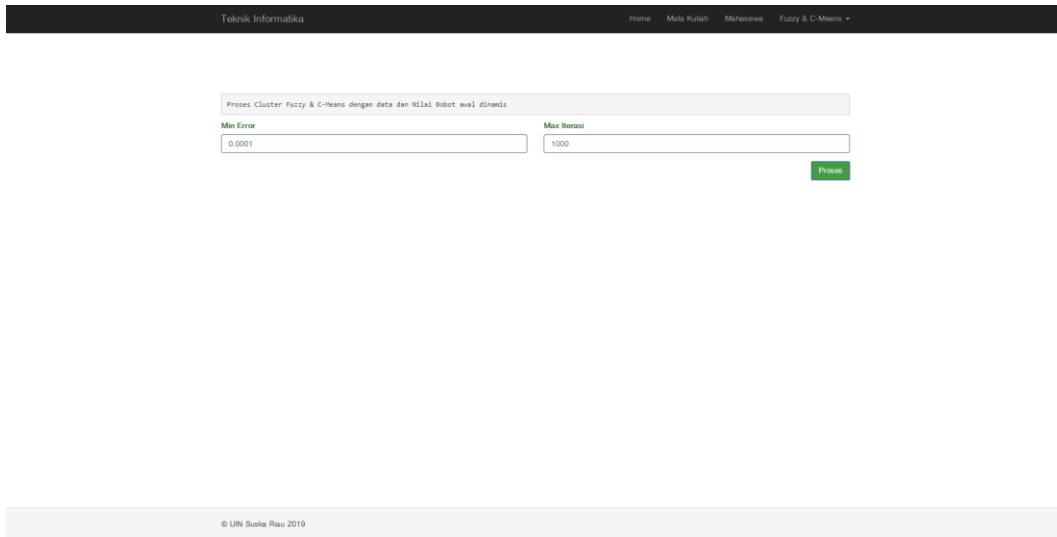 Teknik Informatika Home Mata Kuliah Mahasiswa Fuzzy & C-Means
Proses Cluster Fuzzy & C-Means dengan data dan Nilai Bobot awal dinamis
Min Error Max Iterasi
0.0001 1000
Proses
© UIN Suska Riau 2019